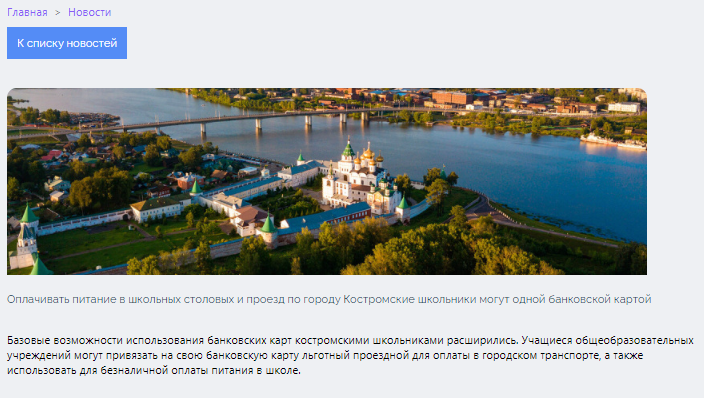 Главная > Новости
К списку новостей
Оплачивать питание в школьных столовых и проезд по городу Костромские школьники могут одной банковской картой
Базовые возможности использования банковских карт костромскими школьниками расширились. Учащиеся общеобразовательных
учреждений могут привязать на свою банковскую карту льготный проездной для оплаты в городском транспорте, а также
использовать для безналичной оплаты питания в школе.